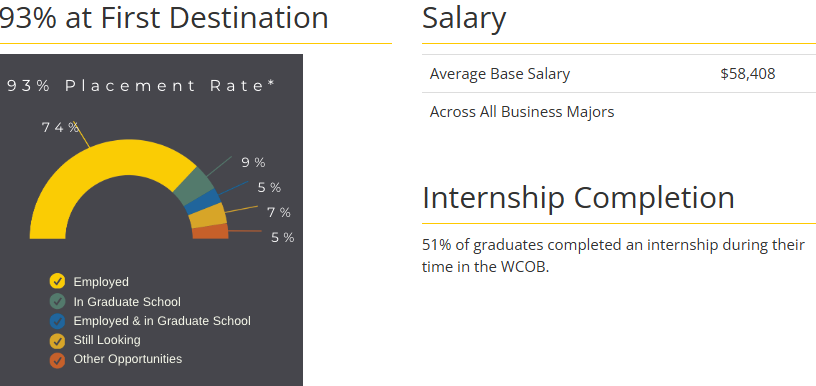 93% at First Destination
93% Placement Rate*
74%
9%
5%
7%
5%
Employed
In Graduate School
Employed & in Graduate School
Still Looking
Other Opportunities
Salary
Average Base Salary $58,408
Across All Business Majors
Internship Completion
51% of graduates completed an internship during their
time in the WCOB.